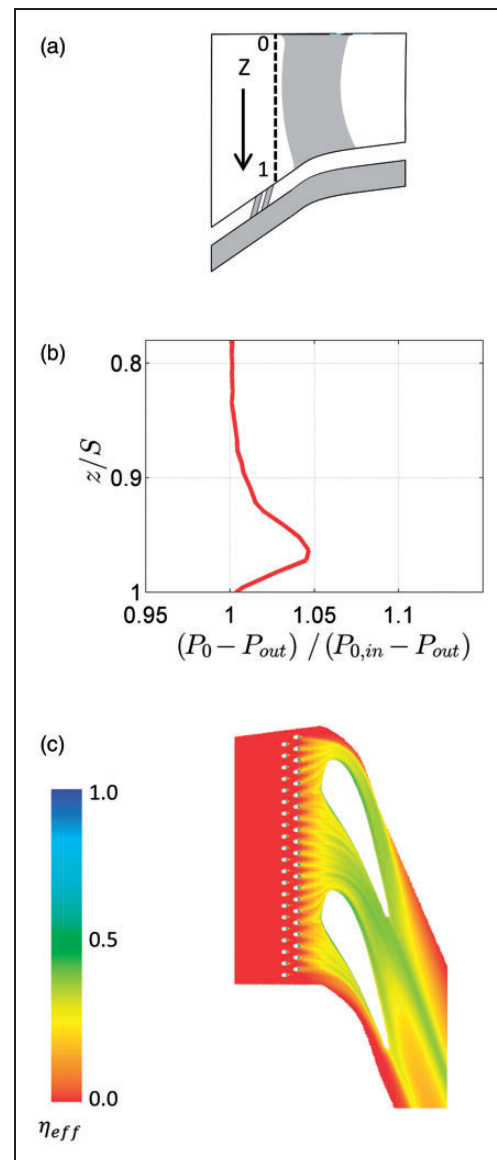 (a)
0
Z
1
(b)
0.8
0.9
1
z/S
0.95 1 1.05 1.1
(P₀ − Pₒᵤₜ) / (P₀,ᵢₙ − Pₒᵤₜ)
(c)
1.0
0.5
0.0
η_eff